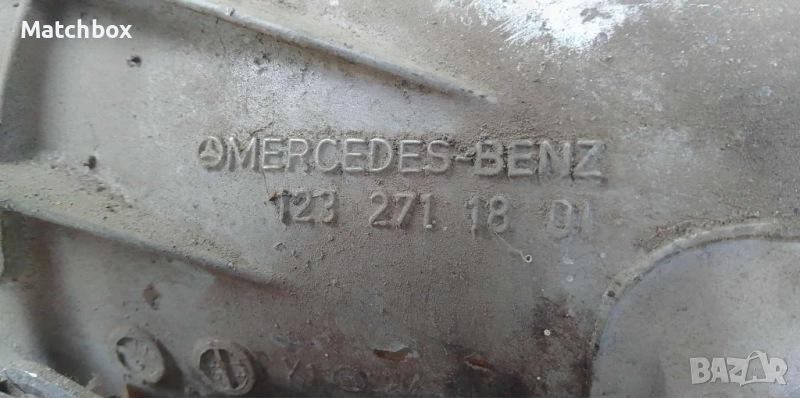 Matchbox
MERCEDES-BENZ
123 271 18 01
BAZAR